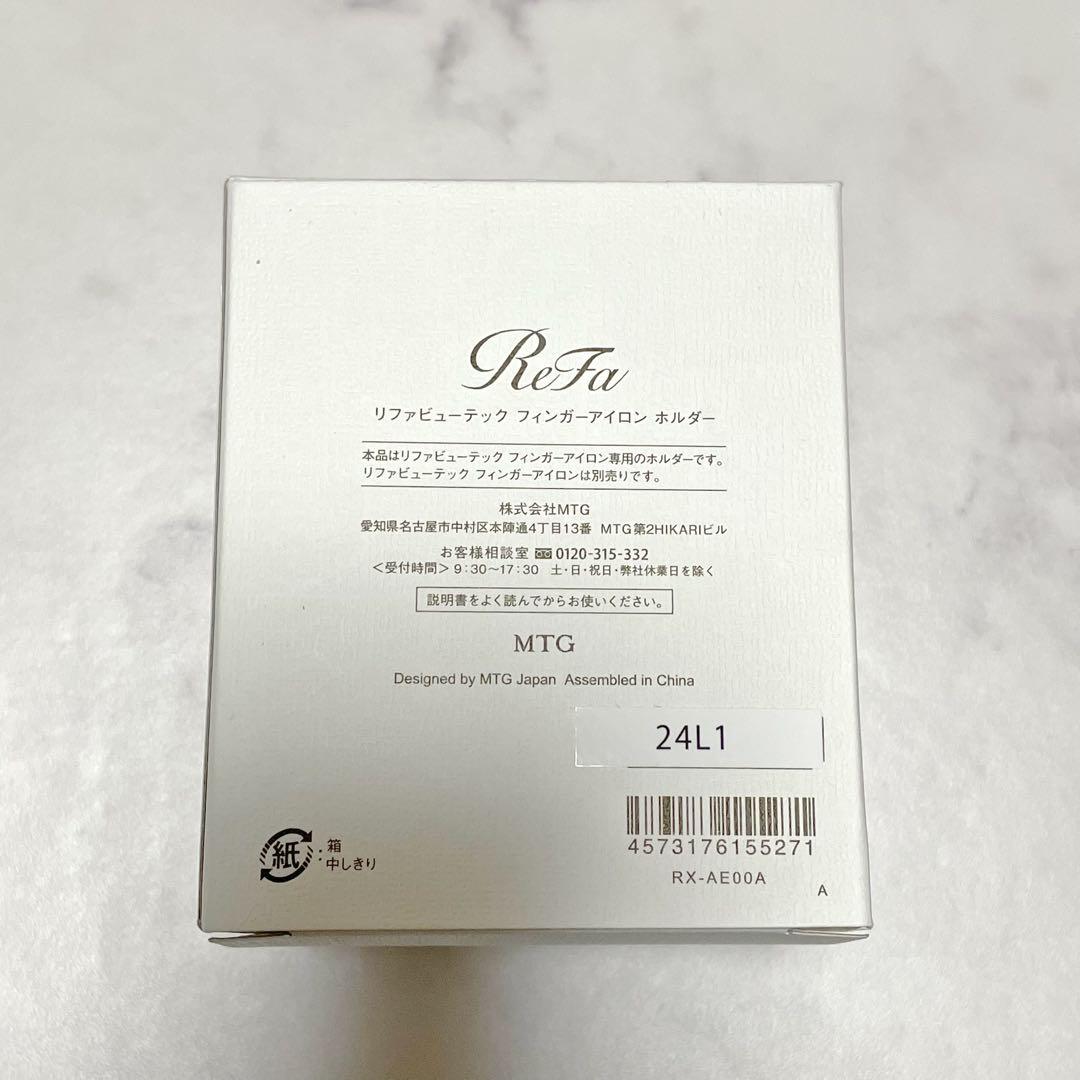 ReFa
リファビューテック フィンガーアイロン ホルダー
本品はリファビューテック フィンガーアイロン専用のホルダーです。
リファビューテック フィンガーアイロンは別売りです。
株式会社MTG
愛知県名古屋市中村区本陣通4丁目13番 MTG第2HIKARIビル
お客様相談室 0120-315-332
＜受付時間＞9:30～17:30 土・日・祝日・弊社休業日を除く
説明書をよく読んでからお使いください。
MTG
Designed by MTG Japan Assembled in China
24L1
4573176155271
RX-AE00A
A
紙：箱
中しきり